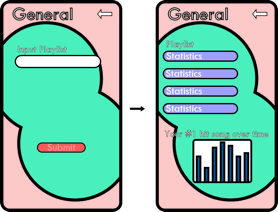 General
Input Playlist
Submit
General
Playlist
Statistics
Statistics
Statistics
Statistics
Your #1 hit song over time